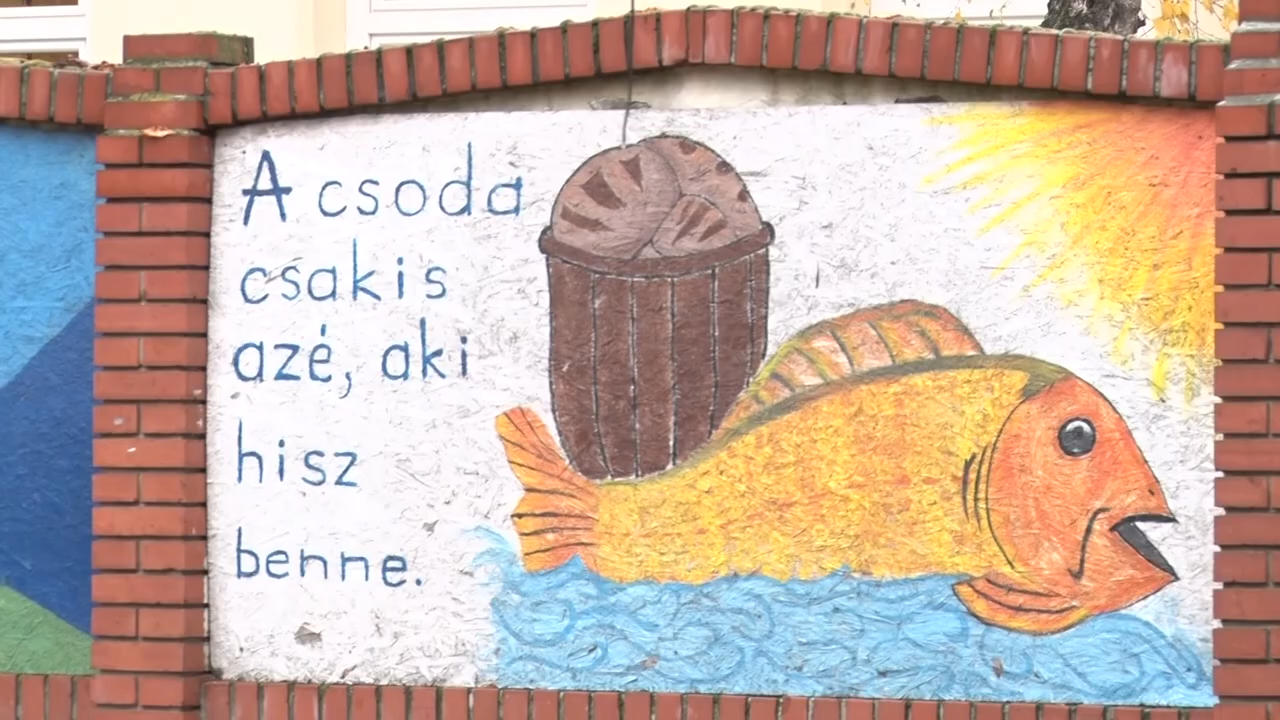 A csoda
csakis
azé, aki
hisz
benne.